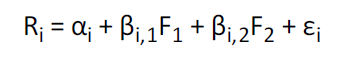 Rᵢ = αᵢ + βᵢ,₁F₁ + βᵢ,₂F₂ + εᵢ